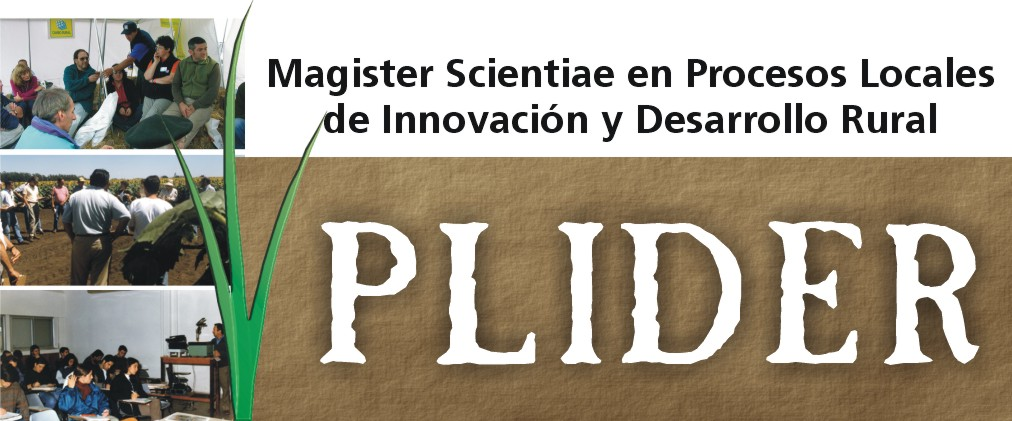 Magister Scientiae en Procesos Locales
de Innovación y Desarrollo Rural
PLIDER